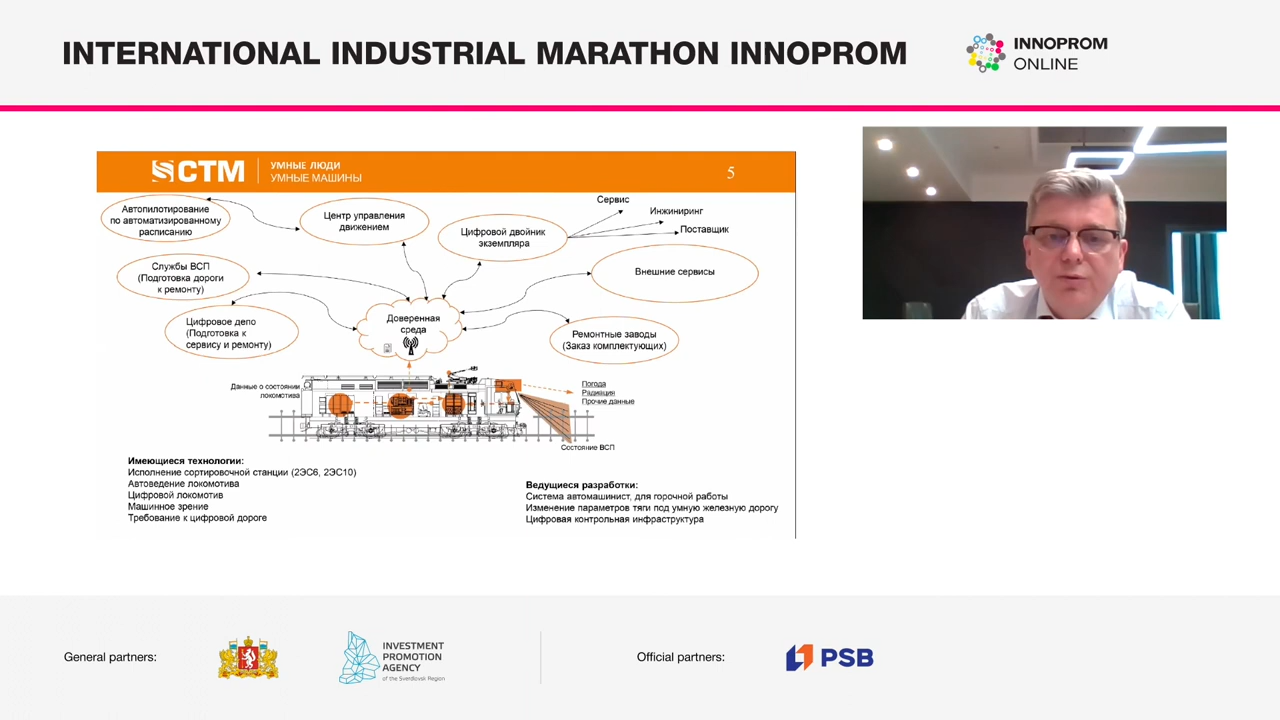 INTERNATIONAL INDUSTRIAL MARATHON INNOPROM
INNOPROM
ONLINE
СТМ
УМНЫЕ ЛЮДИ
УМНЫЕ МАШИНЫ
5
Автопилотирование
по автоматизированному
расписанию
Центр управления
движением
Цифровой двойник
экземпляра
Сервис
Инжиниринг
Поставщик
Службы ВСП
(Подготовка дороги
к ремонту)
Внешние сервисы
Цифровое депо
(Подготовка к
сервису и ремонту)
Доверенная
среда
Ремонтные заводы
(Заказ комплектующих)
Данные о состоянии
локомотива
Погода
Радиация
Прочие данные
Состояние ВСП
Имеющиеся технологии:
Исполнение сортировочной станции (2ЭС6, 2ЭС10)
Автоведение локомотива
Цифровой локомотив
Машинное зрение
Требование к цифровой дороге
Ведущиеся разработки:
Система автомашинист, для горочной работы
Изменение параметров тяги под умную железную дорогу
Цифровая контрольная инфраструктура
General partners:
INVESTMENT
PROMOTION
AGENCY
of the Sverdlovsk Region
Official partners:
PSB